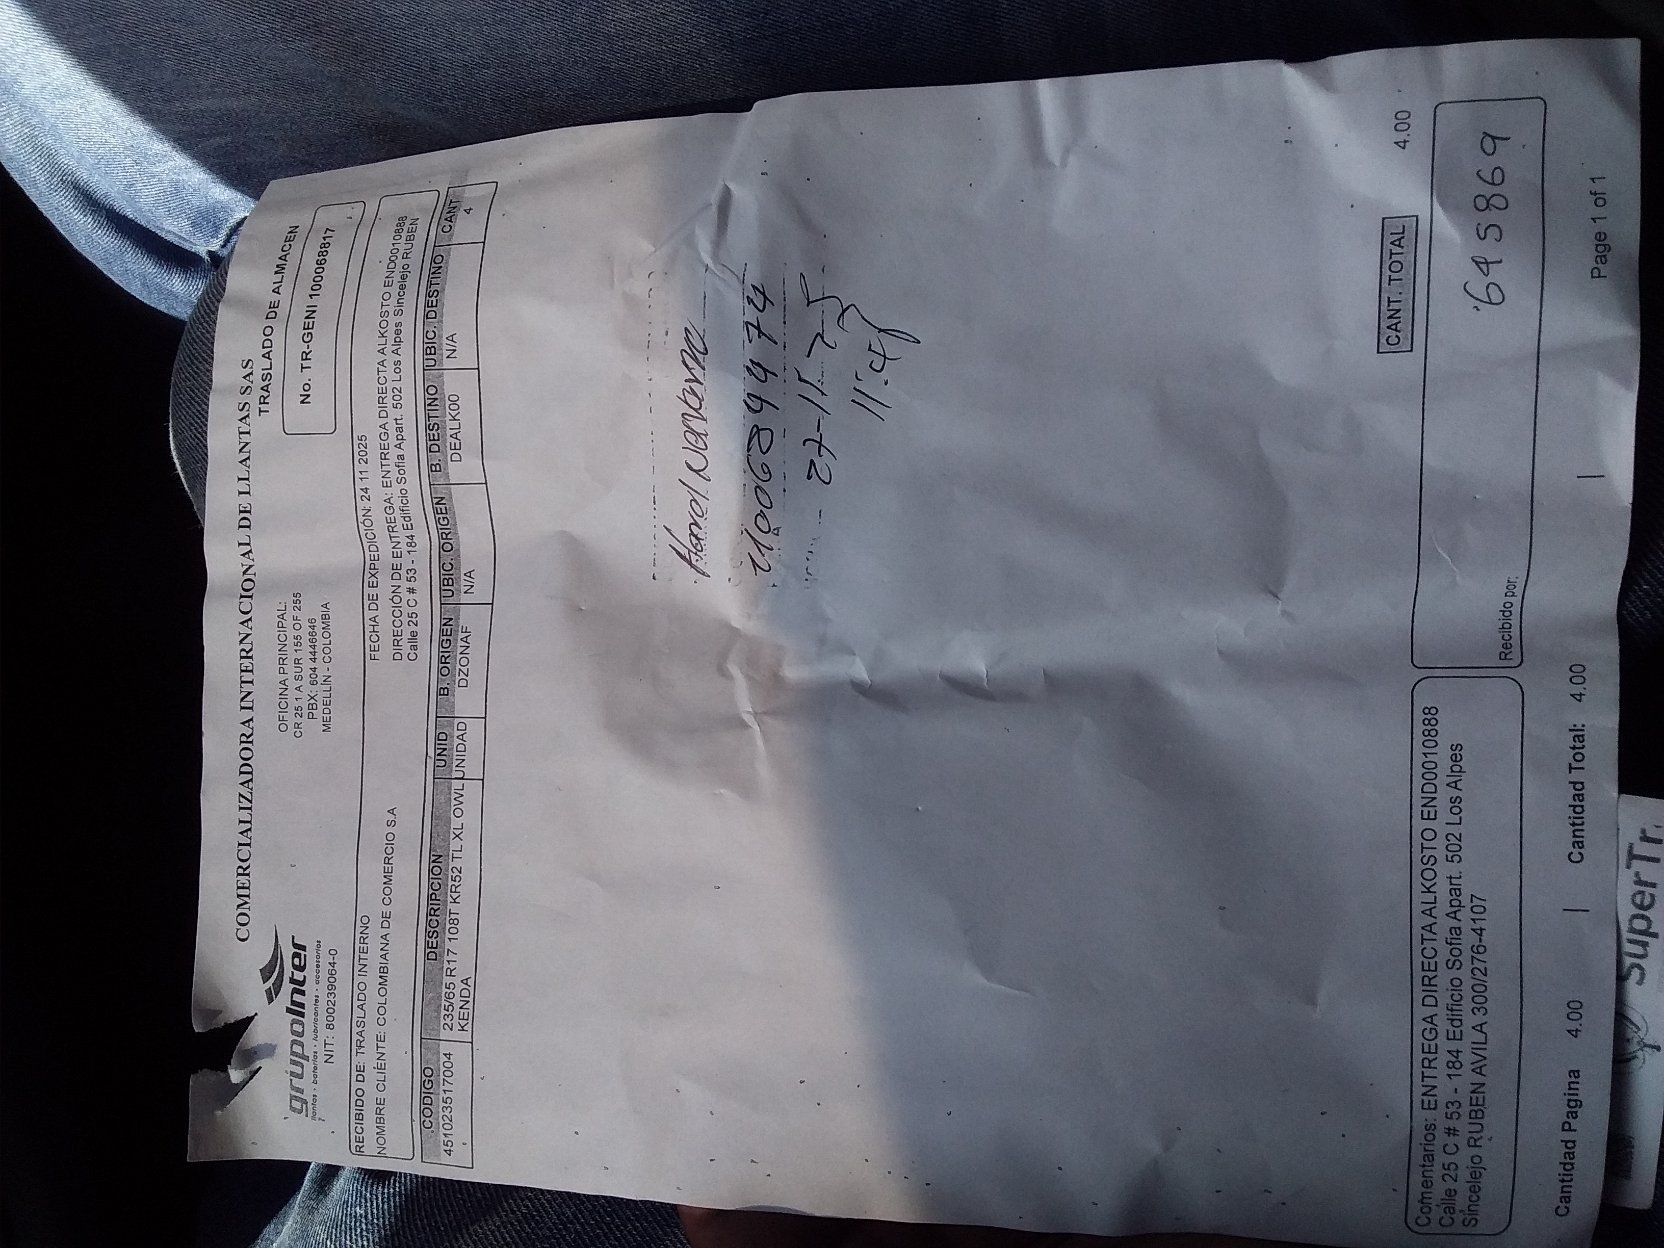 COMERCIALIZADORA INTERNACIONAL DE LLANTAS SAS
grupoInter
llantas · baterías · lubricantes · accesorios
NIT: 800239064-0
OFICINA PRINCIPAL:
CR 25 1 A SUR 155 OF 255
PBX: 604 4446646
MEDELLÍN - COLOMBIA
TRASLADO DE ALMACEN
No. TR-GENI 100068817
RECIBIDO DE: TRASLADO INTERNO
NOMBRE CLIENTE: COLOMBIANA DE COMERCIO S.A
FECHA DE EXPEDICIÓN: 24 11 2025
DIRECCIÓN DE ENTREGA: ENTREGA DIRECTA ALKOSTO END0010888
Calle 25 C # 53 - 184 Edificio Sofia Apart. 502 Los Alpes Sincelejo RUBEN
CODIGO DESCRIPCION UNID B. ORIGEN UBIC. ORIGEN B. DESTINO UBIC. DESTINO CANT
451023517004 235/65 R17 108T KR52 TL XL OWL UNIDAD DZONAF N/A DEALK00 N/A 4
KENDA
Harol Navarro
27-11-25
11:45
CANT. TOTAL 4.00
Comentarios: ENTREGA DIRECTA ALKOSTO END0010888
Calle 25 C # 53 - 184 Edificio Sofia Apart. 502 Los Alpes
Sincelejo RUBEN AVILA 300/276-4107
6495869
Recibido por:
Cantidad Pagina 4.00 | Cantidad Total: 4.00 | Page 1 of 1
SuperTr